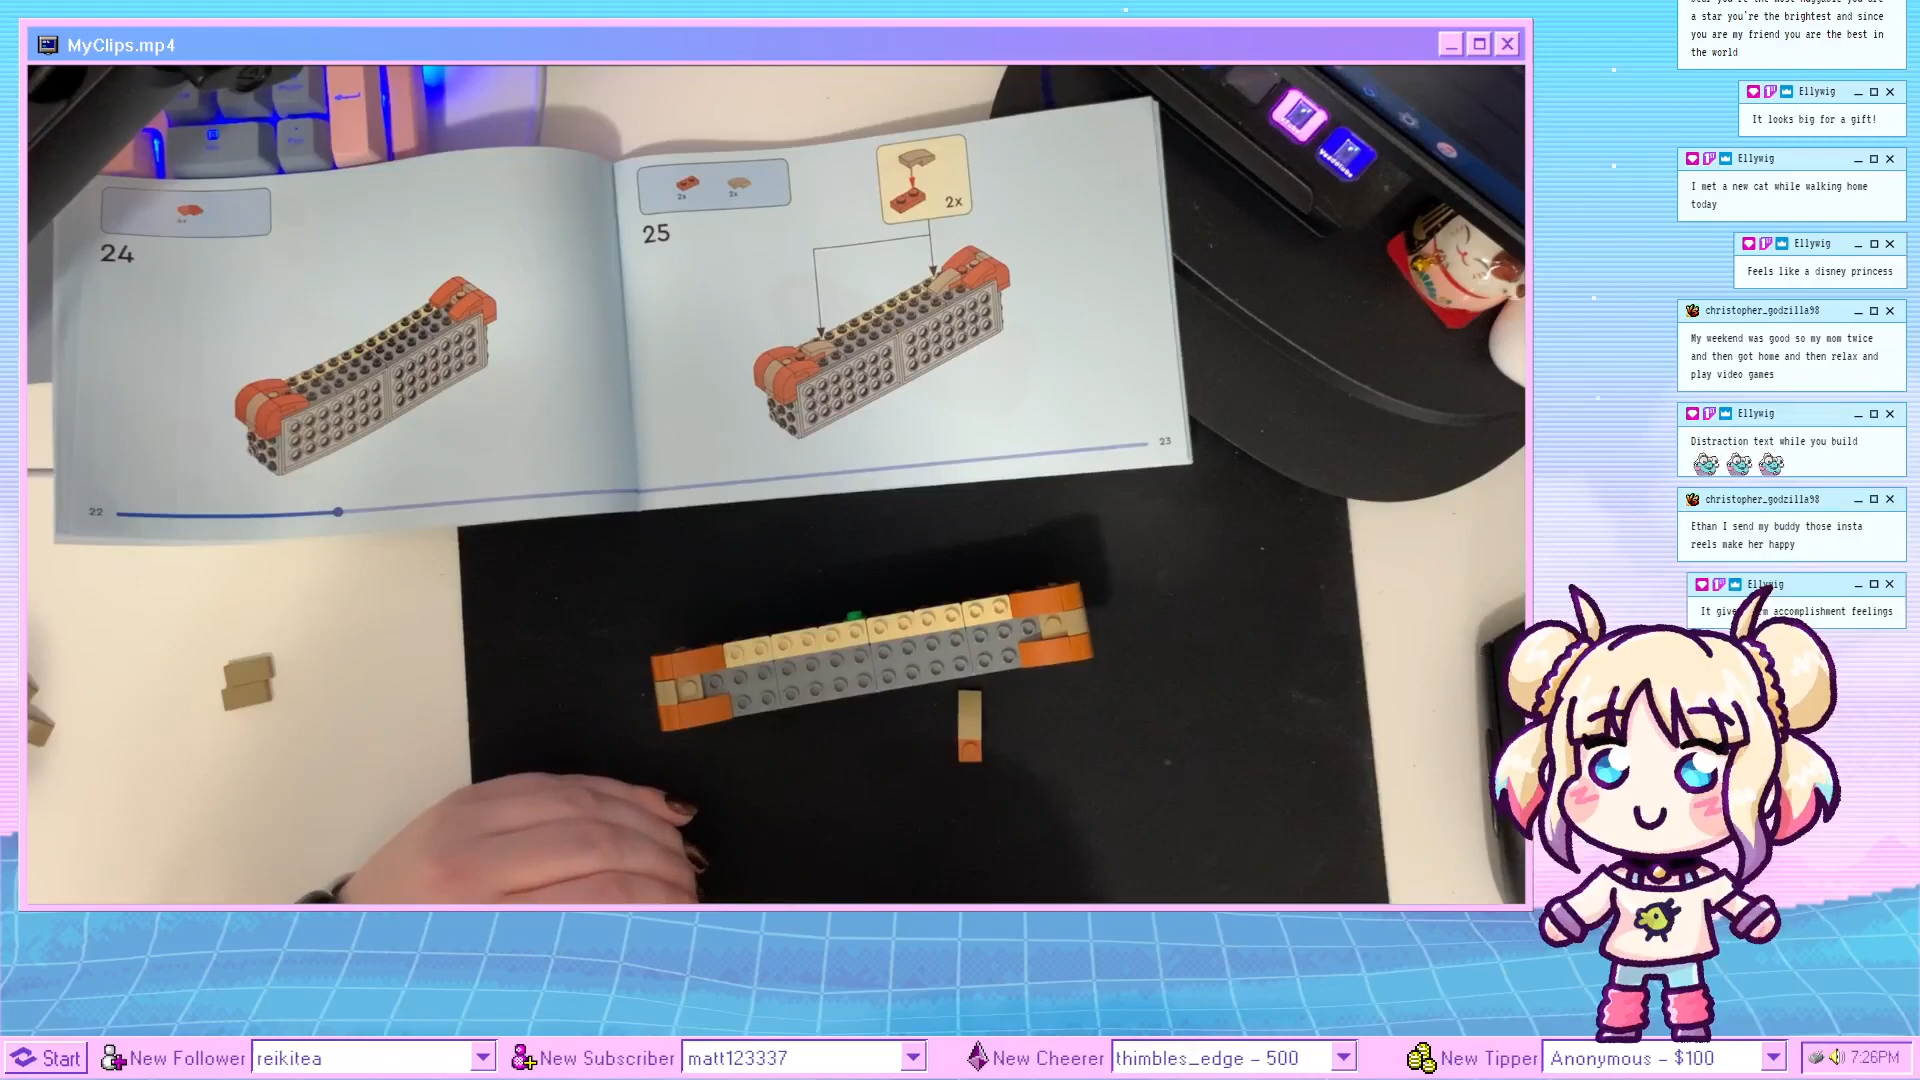 MyClips.mp4
24
6x
22
2x
2x
25
2x
23
a star you're the brightest and since
you are my friend you are the best in
the world
Ellywig
It looks big for a gift!
Ellywig
I met a new cat while walking home
today
Ellywig
Feels like a disney princess
christopher_godzilla98
My weekend was good so my mom twice
and then got home and then relax and
play video games
Ellywig
Distraction text while you build
christopher_godzilla98
Ethan I send my buddy those insta
reels make her happy
Ellywig
accomplishment feelings
Start
New Follower
reikitea
New Subscriber
matt123337
New Cheerer
thimbles_edge – 500
New Tipper
Anonymous – $100
7:26PM